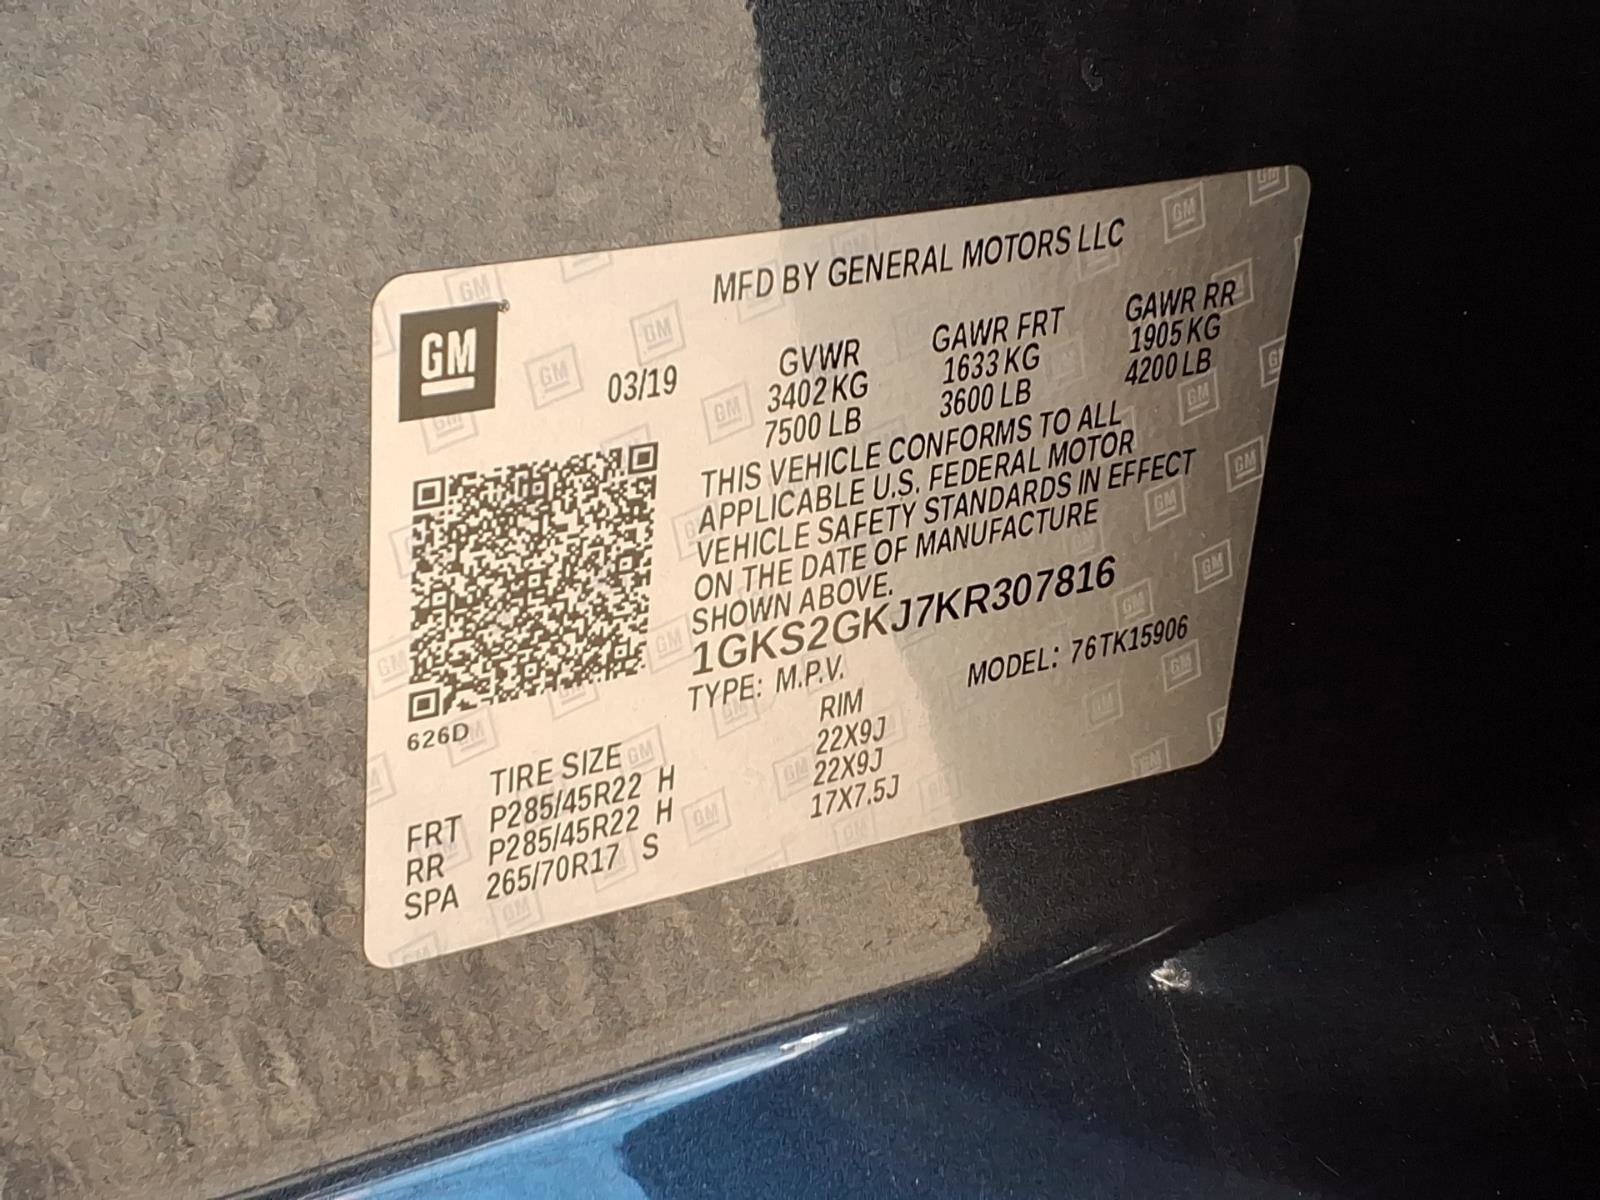 GM
MFD BY GENERAL MOTORS LLC
03/19
GVWR GAWR FRT GAWR RR
3402 KG 1633 KG 1905 KG
7500 LB 3600 LB 4200 LB
THIS VEHICLE CONFORMS TO ALL
APPLICABLE U.S. FEDERAL MOTOR
VEHICLE SAFETY STANDARDS IN EFFECT
ON THE DATE OF MANUFACTURE
SHOWN ABOVE.
1GKS2GKJ7KR307816
TYPE: M.P.V. MODEL: 76TK15906
626D
TIRE SIZE RIM
FRT P285/45R22 H 22X9J
RR P285/45R22 H 22X9J
SPA 265/70R17 S 17X7.5J